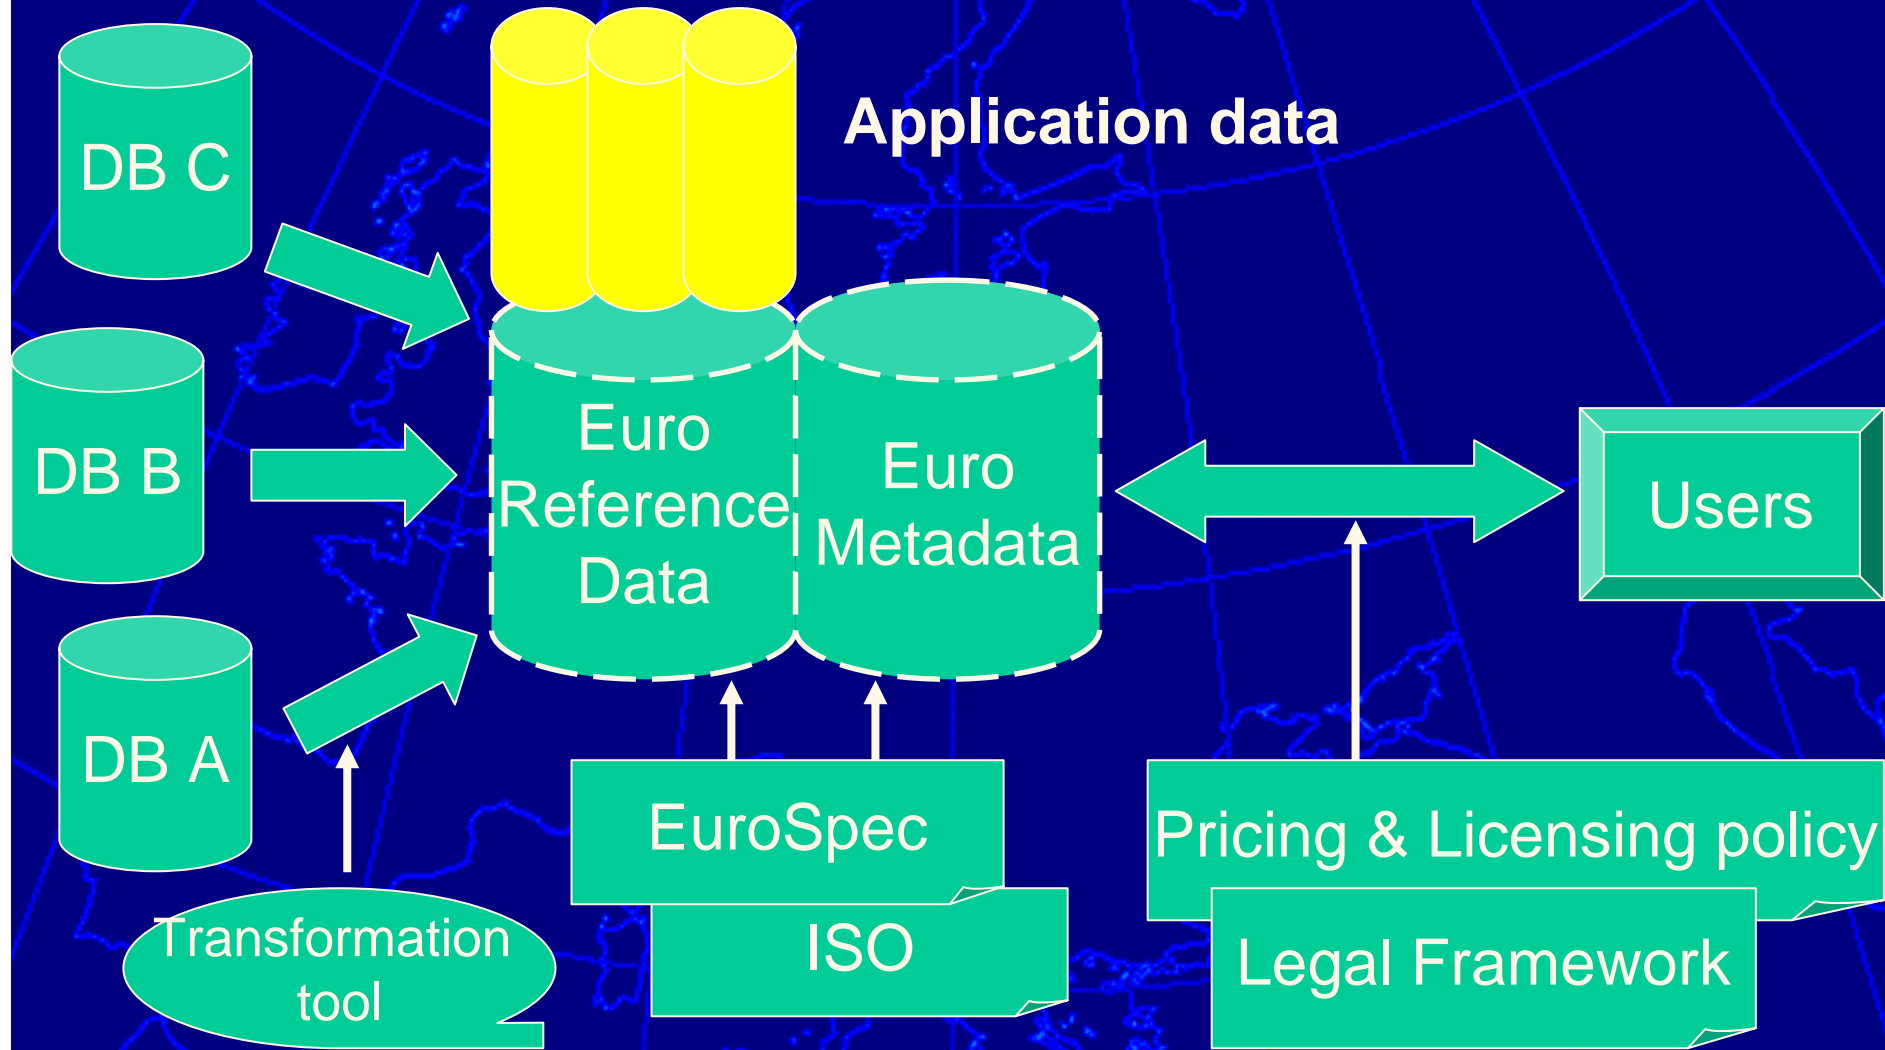 DB C
Application data
DB B
Euro
Reference
Data
Euro
Metadata
Users
DB A
EuroSpec
Pricing & Licensing policy
Transformation
tool
ISO
Legal Framework